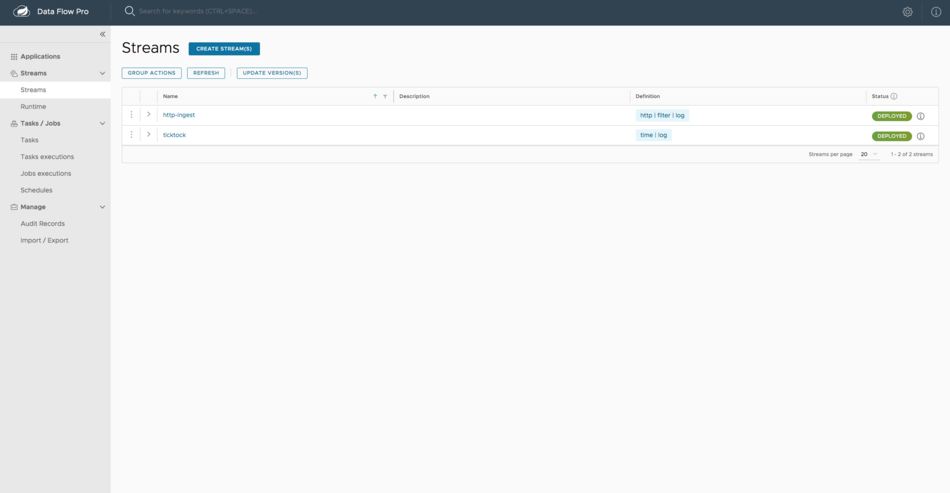 Data Flow Pro
Search for keywords (CTRL+SPACE)...
Applications
Streams
Streams
Runtime
Tasks / Jobs
Tasks
Tasks executions
Jobs executions
Schedules
Manage
Audit Records
Import / Export
Streams CREATE STREAM(S)
GROUP ACTIONS REFRESH UPDATE VERSION(S)
Name Description Definition Status
http-ingest http | filter | log DEPLOYED
ticktock time | log DEPLOYED
Streams per page 20 1 - 2 of 2 streams